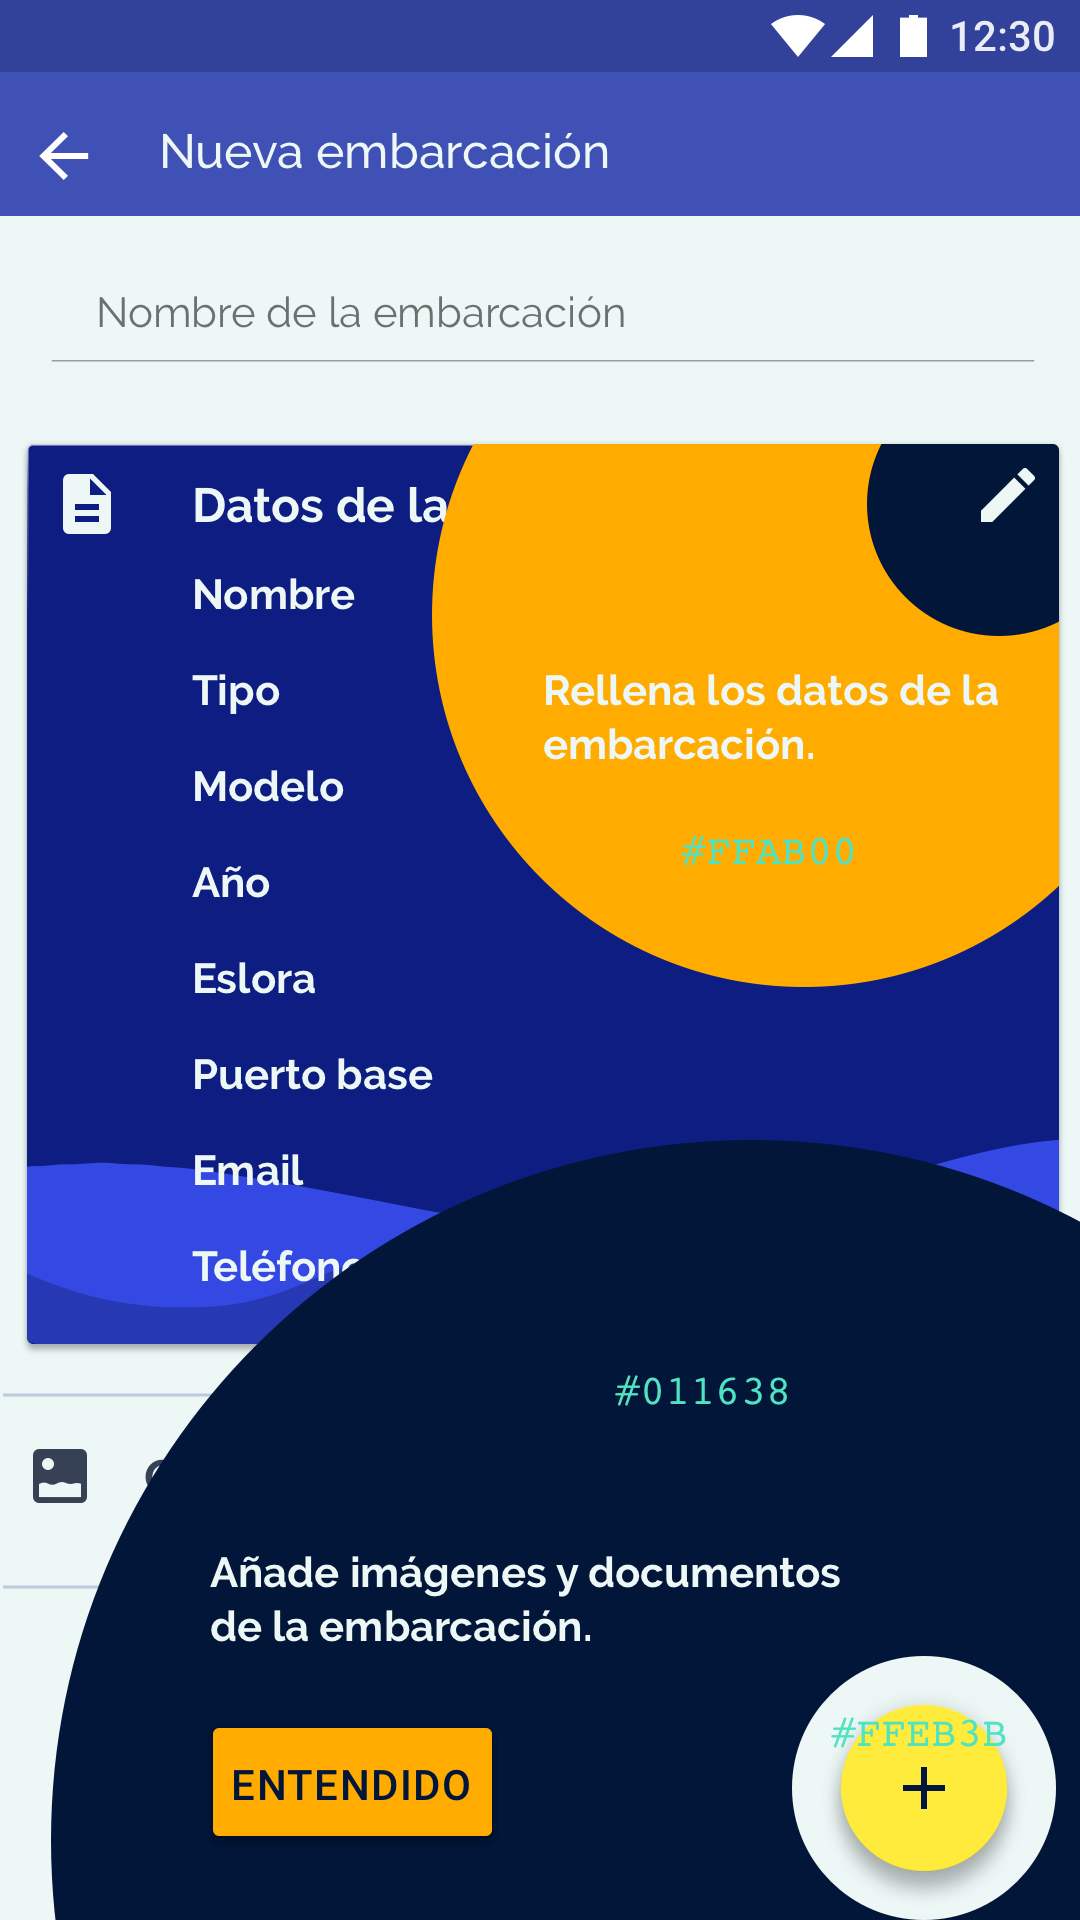 12:30
Nueva embarcación
Nombre de la embarcación
Datos de la
Nombre
Tipo
Rellena los datos de la
embarcación.
Modelo
#FFAB00
Año
Eslora
Puerto base
Email
#011638
Añade imágenes y documentos
de la embarcación.
#FFEB3B
ENTENDIDO